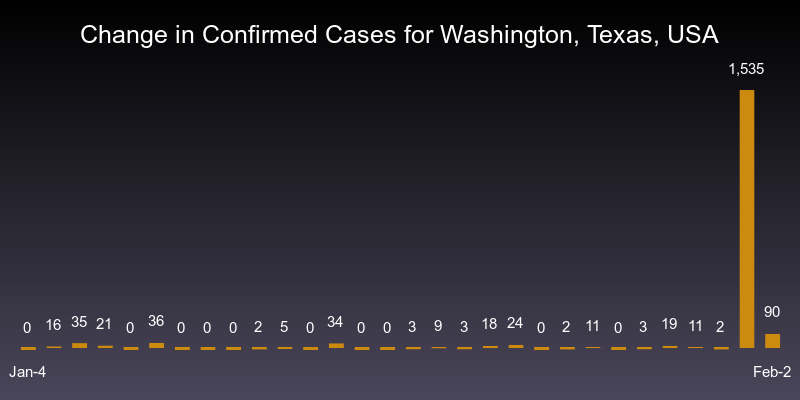 Change in Confirmed Cases for Washington, Texas, USA
1,535
0 16 35 21 0 36 0 0 0 2 5 0 34 0 0 3 9 3 18 24 0 2 11 0 3 19 11 2 90
Jan-4 Feb-2